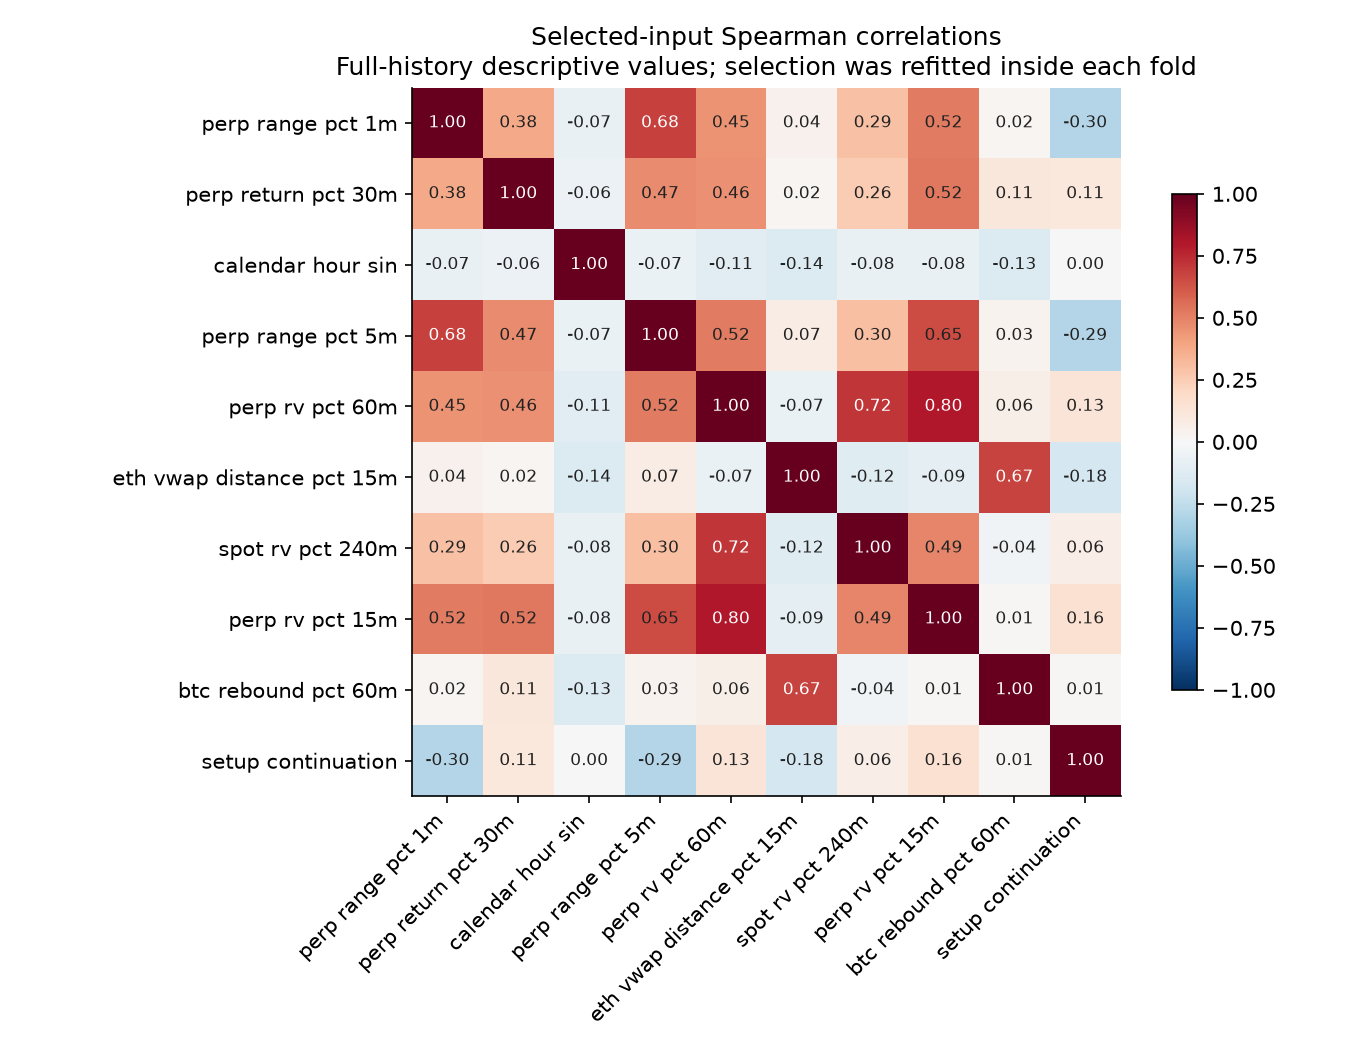 Selected-input Spearman correlations
Full-history descriptive values; selection was refitted inside each fold
perp range pct 1m 1.00 0.38 -0.07 0.68 0.45 0.04 0.29 0.52 0.02 -0.30
perp return pct 30m 0.38 1.00 -0.06 0.47 0.46 0.02 0.26 0.52 0.11 0.11
calendar hour sin -0.07 -0.06 1.00 -0.07 -0.11 -0.14 -0.08 -0.08 -0.13 0.00
perp range pct 5m 0.68 0.47 -0.07 1.00 0.52 0.07 0.30 0.65 0.03 -0.29
perp rv pct 60m 0.45 0.46 -0.11 0.52 1.00 -0.07 0.72 0.80 0.06 0.13
eth vwap distance pct 15m 0.04 0.02 -0.14 0.07 -0.07 1.00 -0.12 -0.09 0.67 -0.18
spot rv pct 240m 0.29 0.26 -0.08 0.30 0.72 -0.12 1.00 0.49 -0.04 0.06
perp rv pct 15m 0.52 0.52 -0.08 0.65 0.80 -0.09 0.49 1.00 0.01 0.16
btc rebound pct 60m 0.02 0.11 -0.13 0.03 0.06 0.67 -0.04 0.01 1.00 0.01
setup continuation -0.30 0.11 0.00 -0.29 0.13 -0.18 0.06 0.16 0.01 1.00
perp range pct 1m
perp return pct 30m
calendar hour sin
perp range pct 5m
perp rv pct 60m
eth vwap distance pct 15m
spot rv pct 240m
perp rv pct 15m
btc rebound pct 60m
setup continuation
1.00
0.75
0.50
0.25
0.00
−0.25
−0.50
−0.75
−1.00